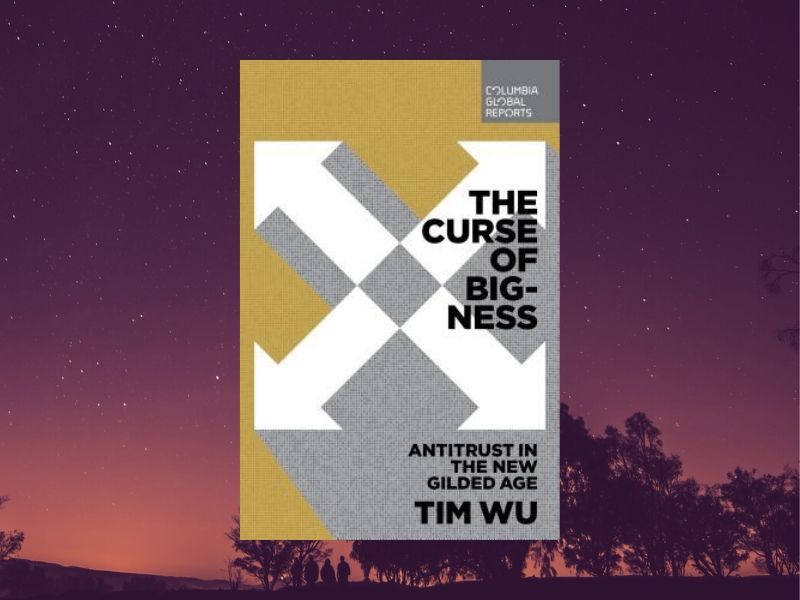 COLUMBIA
GLOBAL
REPORTS
THE
CURSE
OF
BIG-
NESS
ANTITRUST IN
THE NEW
GILDED AGE
TIM WU